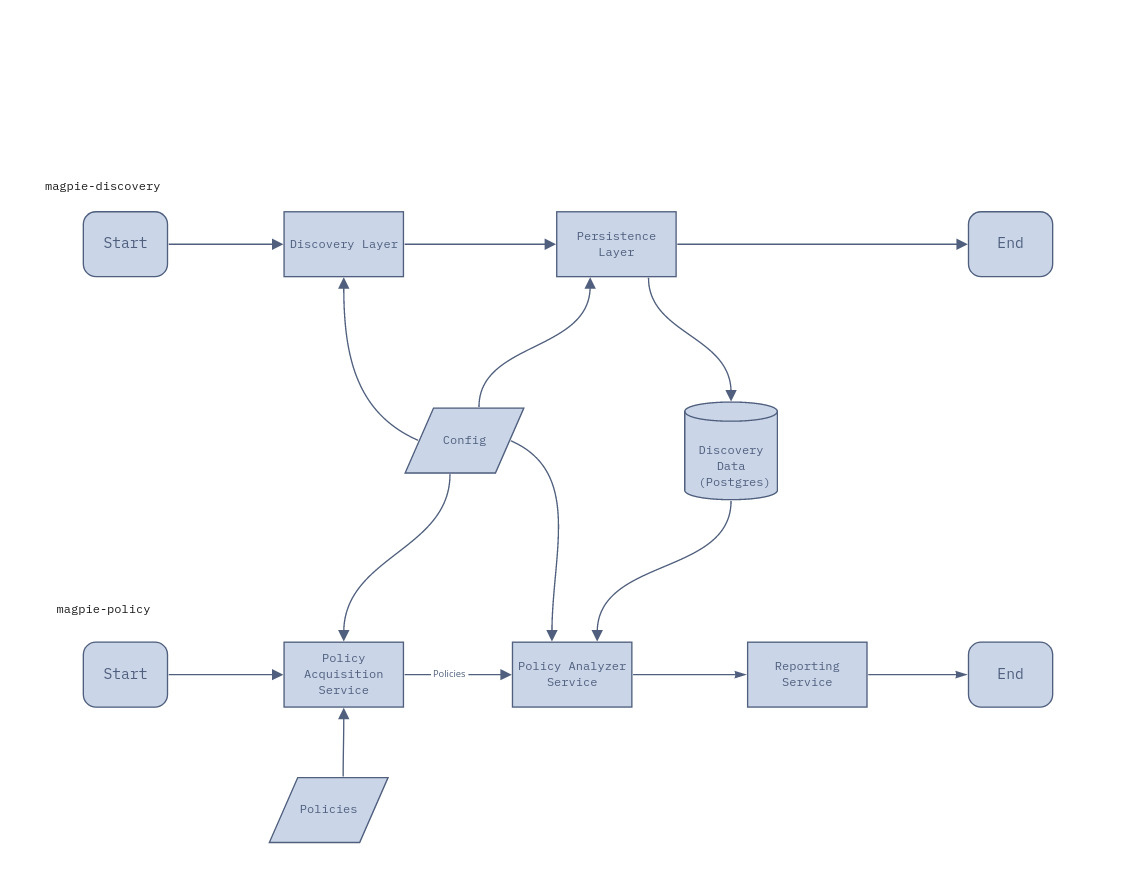 magpie-discovery
Start
Discovery Layer
Persistence
Layer
End
Config
Discovery
Data
(Postgres)
magpie-policy
Start
Policy
Acquisition
Service
Policies
Policy Analyzer
Service
Reporting
Service
End
Policies